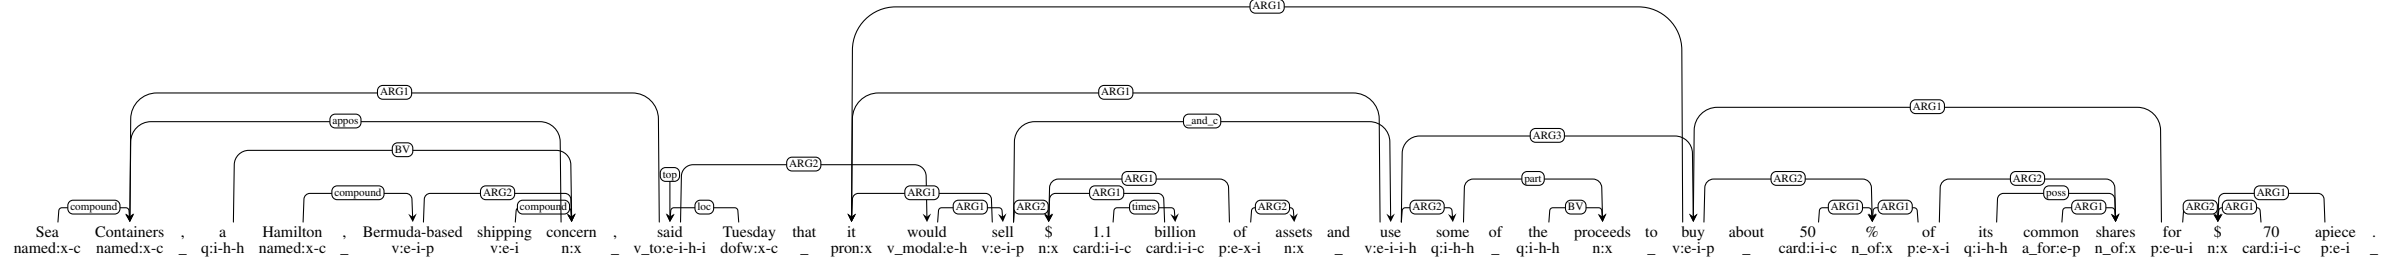 ARG1
ARG1 ARG1
ARG1
appos _and_c
ARG3
BV
ARG2
top
ARG1 part ARG2 ARG2
compound ARG2 ARG1 ARG1 poss ARG1
compound compound loc ARG1 ARG2 times ARG2 ARG2 BV ARG1 ARG1 ARG1 ARG2 ARG1
Sea Containers , a Hamilton , Bermuda-based shipping concern , said Tuesday that it would sell $ 1.1 billion of assets and use some of the proceeds to buy about 50 % of its common shares for $ 70 apiece .
named:x-c named:x-c _ q:i-h-h named:x-c _ v:e-i-p v:e-i n:x _ v_to:e-i-h-i dofw:x-c _ pron:x v_modal:e-h v:e-i-p n:x card:i-i-c card:i-i-c p:e-x-i n:x _ v:e-i-i-h q:i-h-h _ q:i-h-h n:x _ v:e-i-p _ card:i-i-c n_of:x p:e-x-i q:i-h-h a_for:e-p n_of:x p:e-u-i n:x card:i-i-c p:e-i _